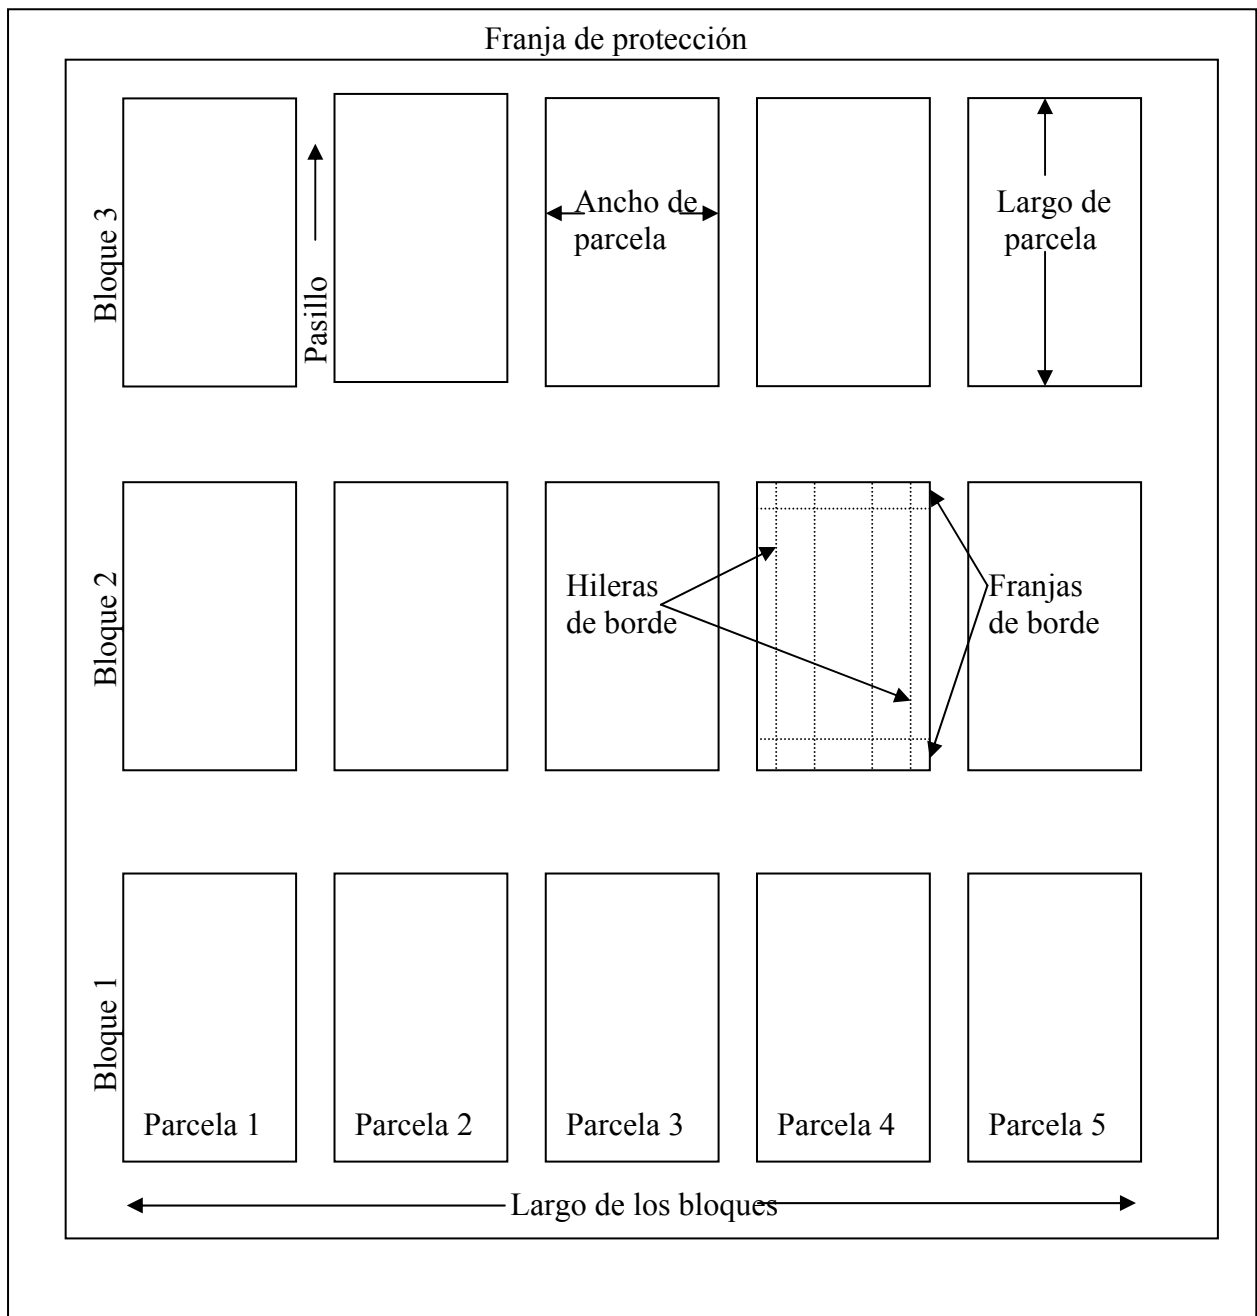 Franja de protección
Bloque 3
Pasillo
Ancho de
parcela
Largo de
parcela
Bloque 2
Hileras
de borde
Franjas
de borde
Bloque 1
Parcela 1
Parcela 2
Parcela 3
Parcela 4
Parcela 5
Largo de los bloques